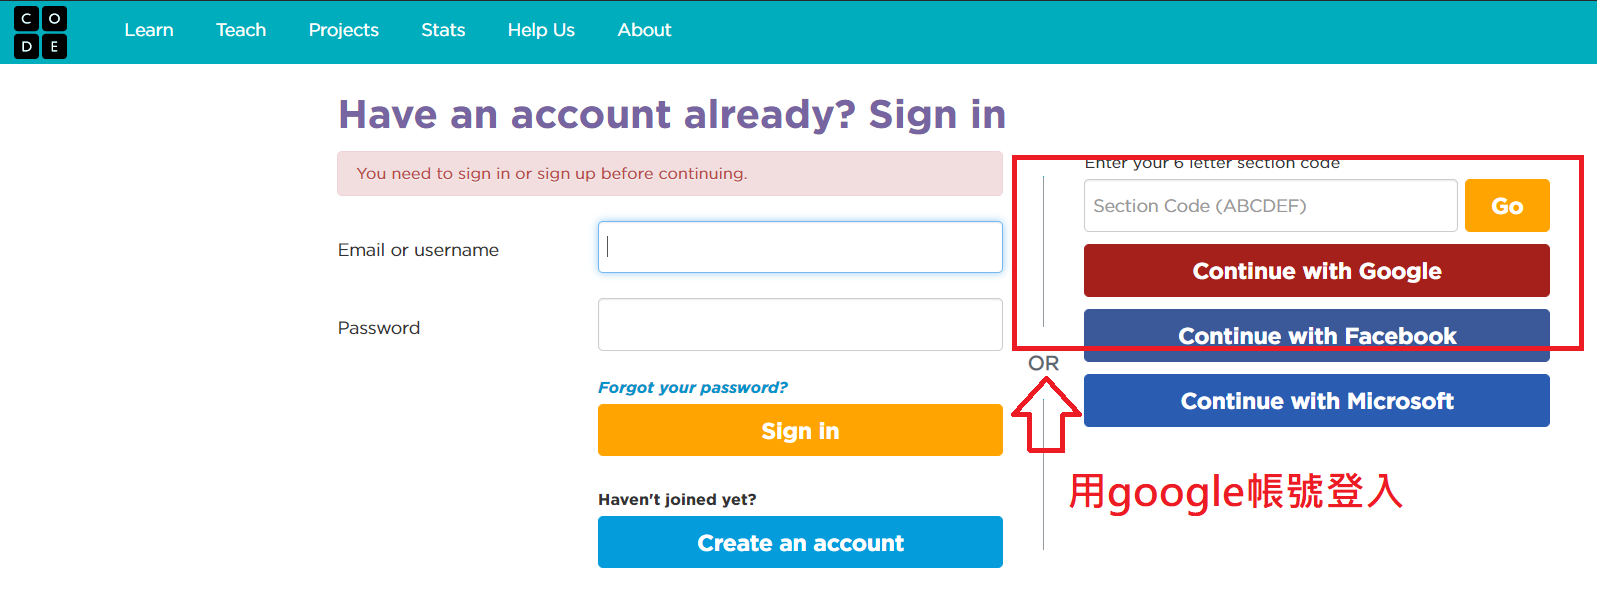 C O
D E
Learn Teach Projects Stats Help Us About
Have an account already? Sign in
You need to sign in or sign up before continuing.
Email or username
Password
Forgot your password?
Sign in
Haven't joined yet?
Create an account
OR
Enter your 6 letter section code
Section Code (ABCDEF) Go
Continue with Google
Continue with Facebook
Continue with Microsoft
用google帳號登入